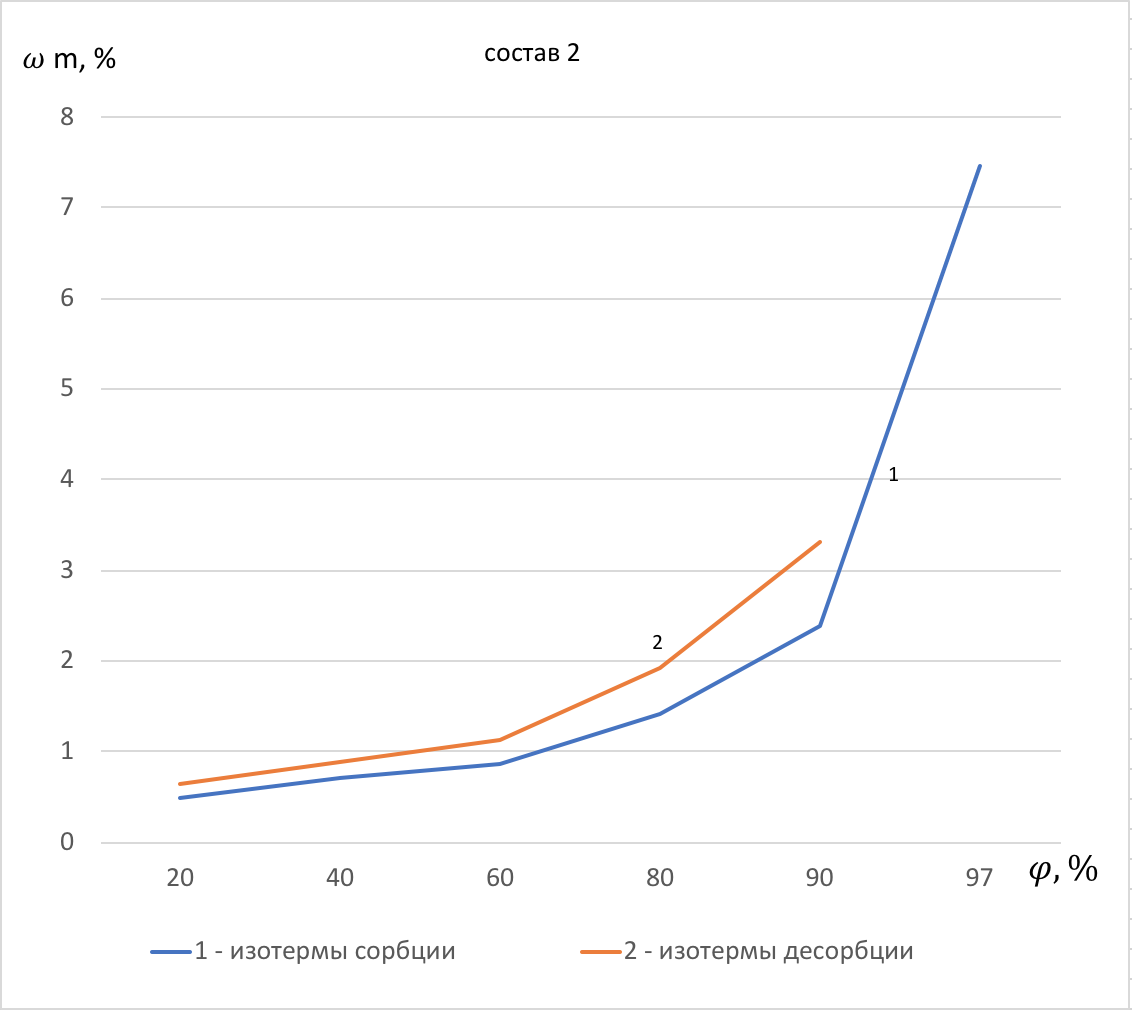 состав 2
ω m, %
8
7
6
5
4
3
2
1
0
1
2
20 40 60 80 90 97 φ, %
1 - изотермы сорбции 2 - изотермы десорбции